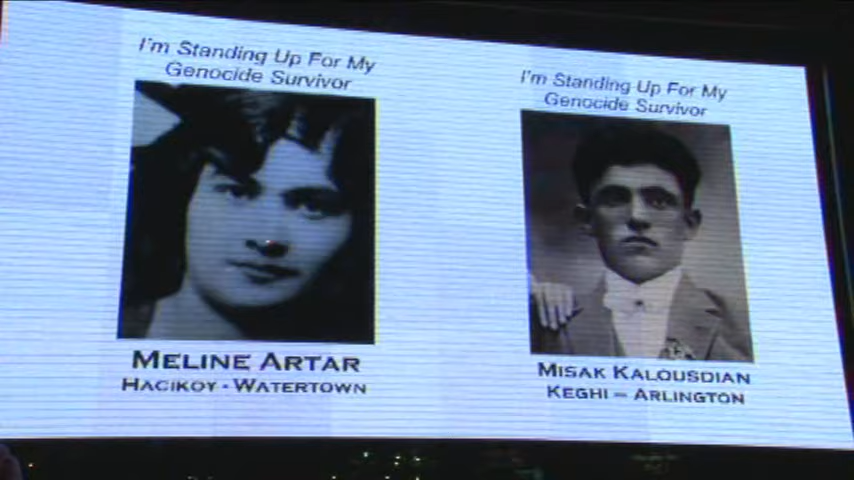 I'm Standing Up For My
Genocide Survivor
MELINE ARTAR
HACIKOY - WATERTOWN
I'm Standing Up For My
Genocide Survivor
MISAK KALOUSDIAN
KEGHI – ARLINGTON